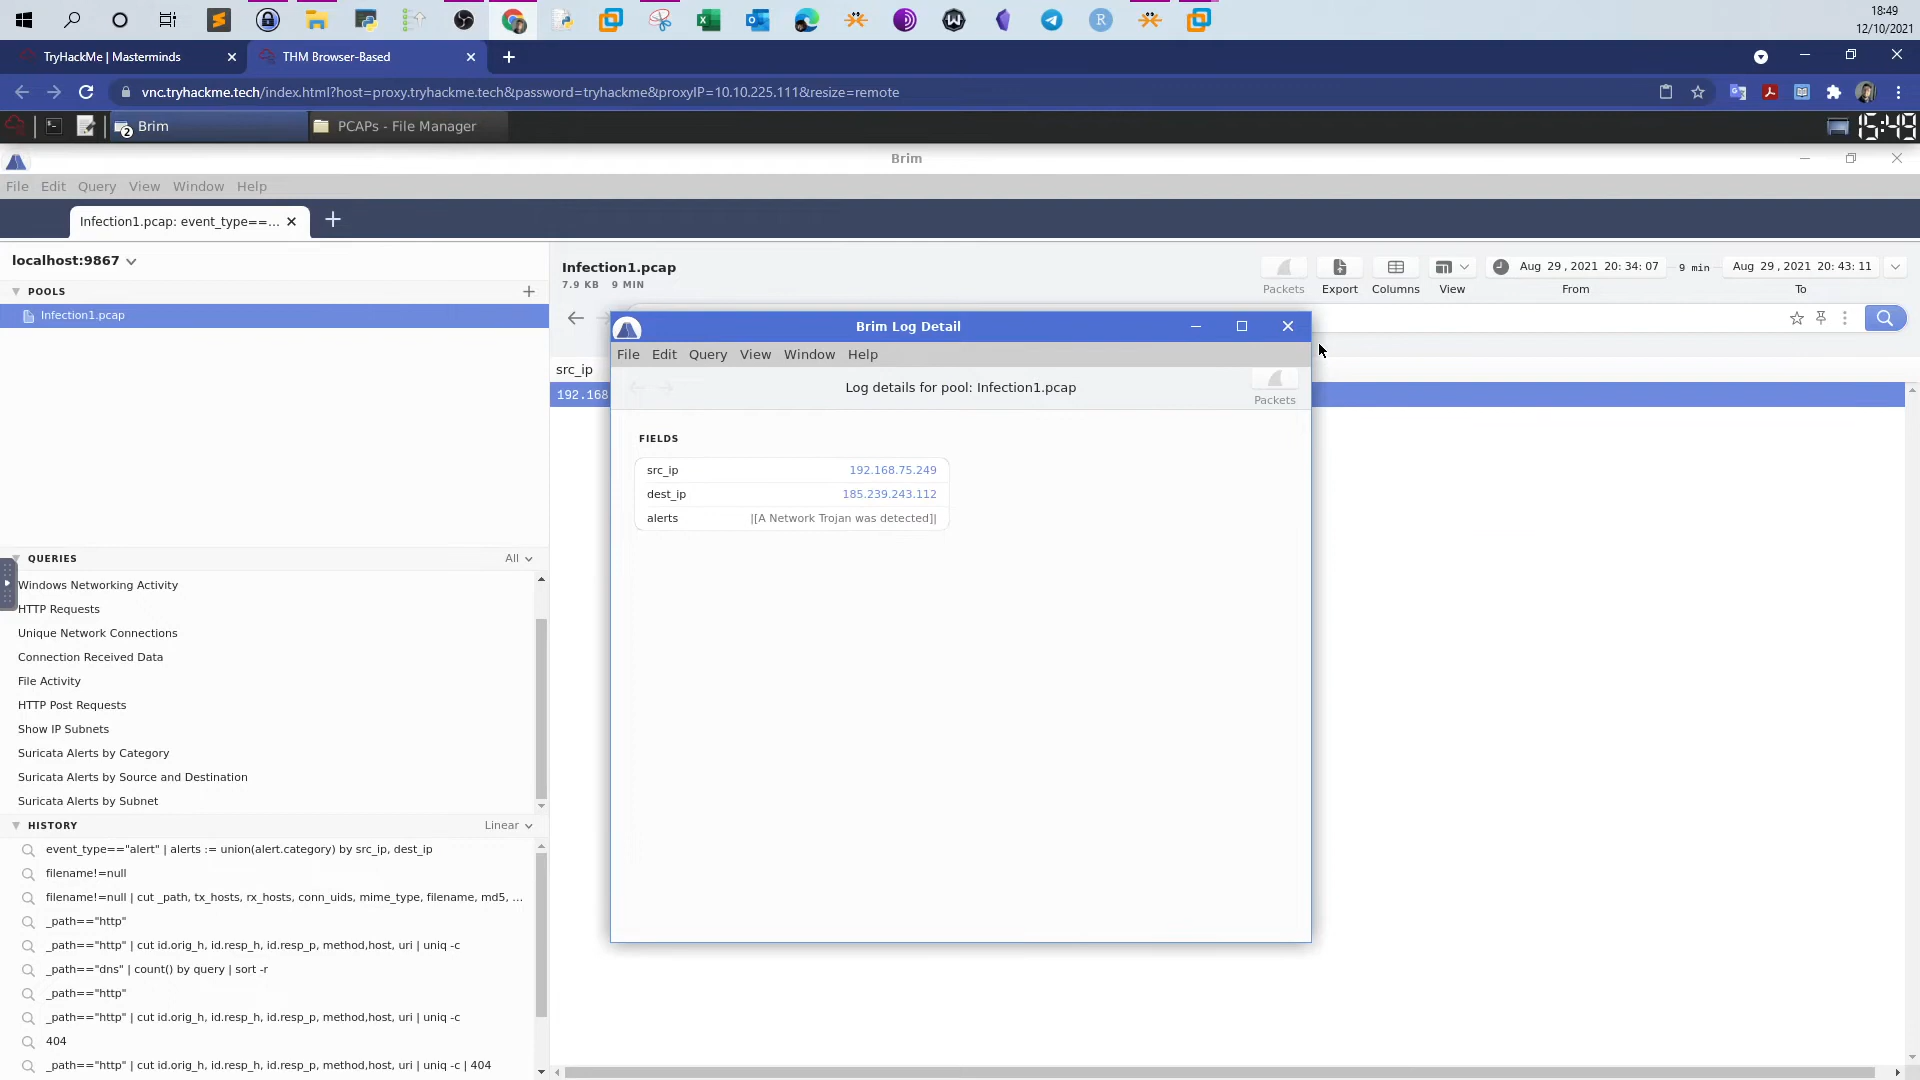 18:49
12/10/2021
TryHackMe | Masterminds
THM Browser-Based
vnc.tryhackme.tech/index.html?host=proxy.tryhackme.tech&password=tryhackme&proxyIP=10.10.225.111&resize=remote
2
Brim
PCAPs - File Manager
15:49
Brim
File Edit Query View Window Help
Infection1.pcap: event_type==...
localhost:9867
POOLS
Infection1.pcap
Infection1.pcap
7.9 KB 9 MIN
Packets
Export
Columns
View
Aug 29 , 2021 20: 34: 07
From
9 min
Aug 29 , 2021 20: 43: 11
To
src_ip
192.168
Brim Log Detail
File Edit Query View Window Help
Log details for pool: Infection1.pcap
Packets
FIELDS
src_ip 192.168.75.249
dest_ip 185.239.243.112
alerts |[A Network Trojan was detected]|
QUERIES
All
Windows Networking Activity
HTTP Requests
Unique Network Connections
Connection Received Data
File Activity
HTTP Post Requests
Show IP Subnets
Suricata Alerts by Category
Suricata Alerts by Source and Destination
Suricata Alerts by Subnet
HISTORY
Linear
event_type=="alert" | alerts := union(alert.category) by src_ip, dest_ip
filename!=null
filename!=null | cut _path, tx_hosts, rx_hosts, conn_uids, mime_type, filename, md5, ...
_path=="http"
_path=="http" | cut id.orig_h, id.resp_h, id.resp_p, method,host, uri | uniq -c
_path=="dns" | count() by query | sort -r
_path=="http"
_path=="http" | cut id.orig_h, id.resp_h, id.resp_p, method,host, uri | uniq -c
404
_path=="http" | cut id.orig_h, id.resp_h, id.resp_p, method,host, uri | uniq -c | 404